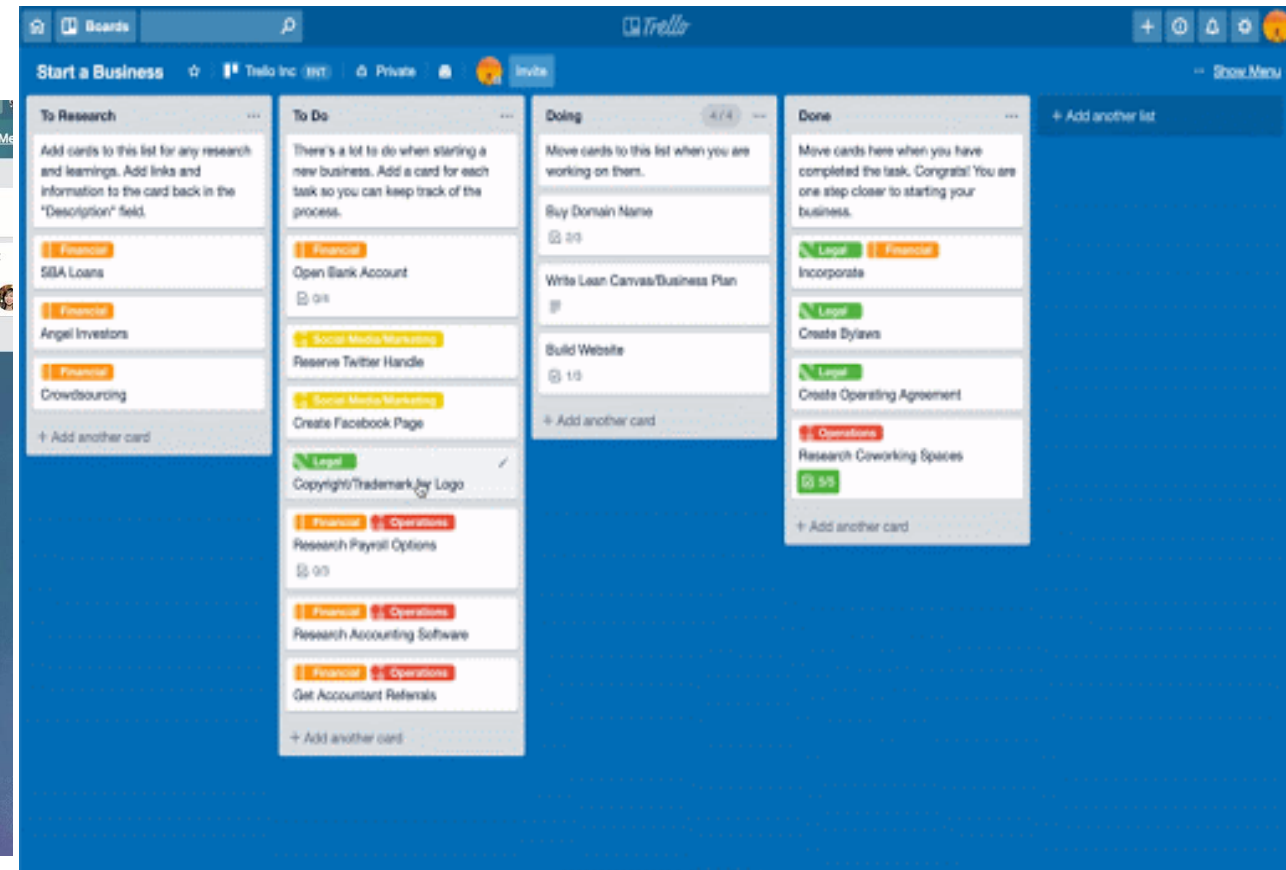 Boards
Trello
Start a Business
Trello Inc
Private
Invite
Show Menu
To Research
Add cards to this list for any research
and learnings. Add links and
information to the card back in the
"Description" field.
Financial
SBA Loans
Financial
Angel Investors
Financial
Crowdsourcing
+ Add another card
To Do
There's a lot to do when starting a
new business. Add a card for each
task so you can keep track of the
process.
Financial
Open Bank Account
Social Media/Marketing
Reserve Twitter Handle
Social Media/Marketing
Create Facebook Page
Legal
Copyright/Trademark Logo
Financial Operations
Research Payroll Options
0/3
Financial Operations
Research Accounting Software
Financial Operations
Get Accountant Referrals
+ Add another card
Doing 4/4
Move cards to this list when you are
working on them.
Buy Domain Name
Write Lean Canvas/Business Plan
Build Website
1/3
+ Add another card
Done
Move cards here when you have
completed the task. Congrats! You are
one step closer to starting your
business.
Legal Financial
Incorporate
Legal
Create Bylaws
Legal
Create Operating Agreement
Operations
Research Coworking Spaces
5/5
+ Add another card
+ Add another list